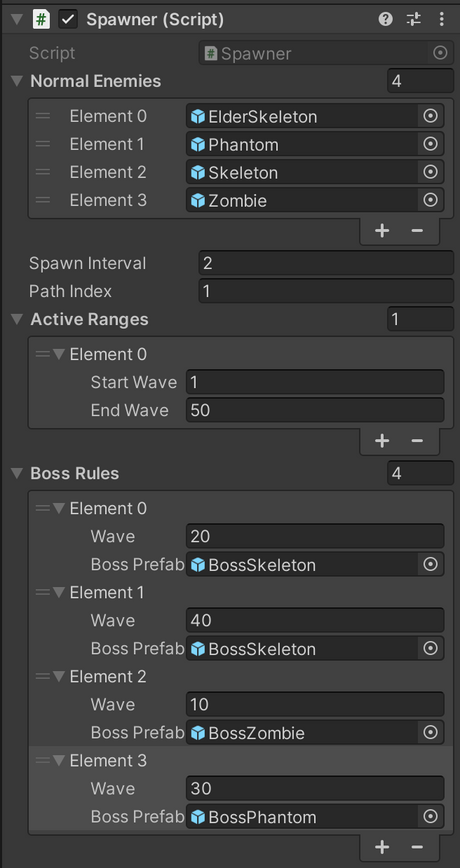 Spawner (Script)
Script Spawner
Normal Enemies 4
Element 0 ElderSkeleton
Element 1 Phantom
Element 2 Skeleton
Element 3 Zombie
Spawn Interval 2
Path Index 1
Active Ranges 1
Element 0
Start Wave 1
End Wave 50
Boss Rules 4
Element 0
Wave 20
Boss Prefab BossSkeleton
Element 1
Wave 40
Boss Prefab BossSkeleton
Element 2
Wave 10
Boss Prefab BossZombie
Element 3
Wave 30
Boss Prefab BossPhantom